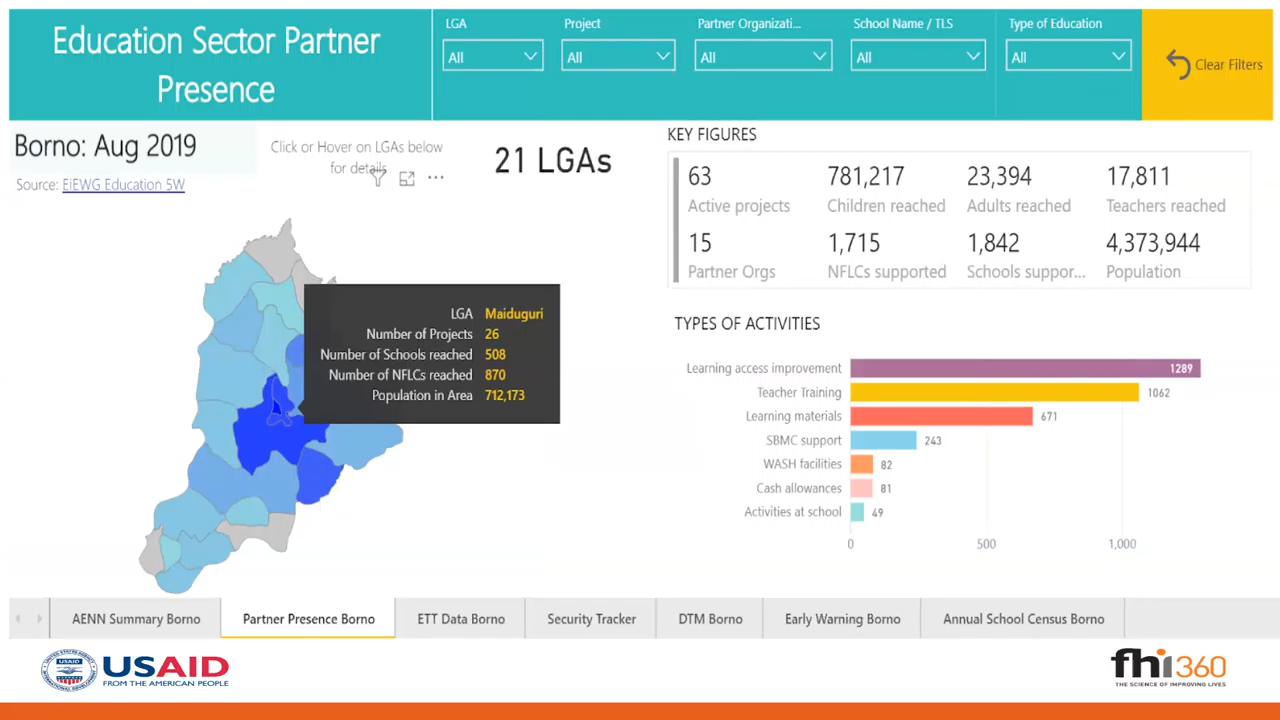 Education Sector Partner
Presence
LGA
All
Project
All
Partner Organizati...
All
School Name / TLS
All
Type of Education
All
Clear Filters
Borno: Aug 2019
Source: EiEWG Education 5W
Click or Hover on LGAs below
for details
...
21 LGAs
LGA Maiduguri
Number of Projects 26
Number of Schools reached 508
Number of NFLCs reached 870
Population in Area 712,173
KEY FIGURES
63 781,217 23,394 17,811
Active projects Children reached Adults reached Teachers reached
15 1,715 1,842 4,373,944
Partner Orgs NFLCs supported Schools suppor... Population
TYPES OF ACTIVITIES
Learning access improvement 1289
Teacher Training 1062
Learning materials 671
SBMC support 243
WASH facilities 82
Cash allowances 81
Activities at school 49
0 500 1,000
AENN Summary Borno Partner Presence Borno ETT Data Borno Security Tracker DTM Borno Early Warning Borno Annual School Census Borno
USAID
FROM THE AMERICAN PEOPLE
fhi 360
THE SCIENCE OF IMPROVING LIVES